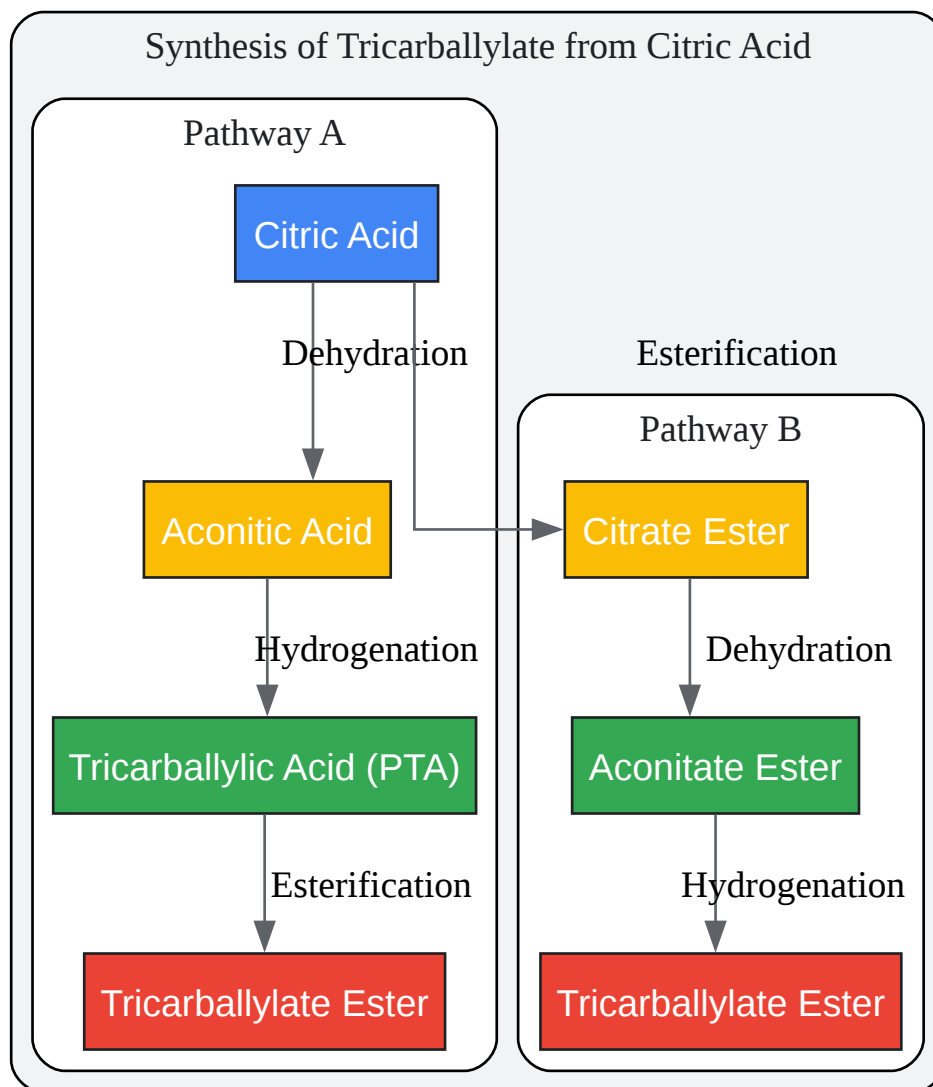 Synthesis of Tricarballylate from Citric Acid
Pathway A
Citric Acid
Dehydration
Aconitic Acid
Hydrogenation
Tricarballylic Acid (PTA)
Esterification
Tricarballylate Ester
Esterification
Pathway B
Citrate Ester
Dehydration
Aconitate Ester
Hydrogenation
Tricarballylate Ester